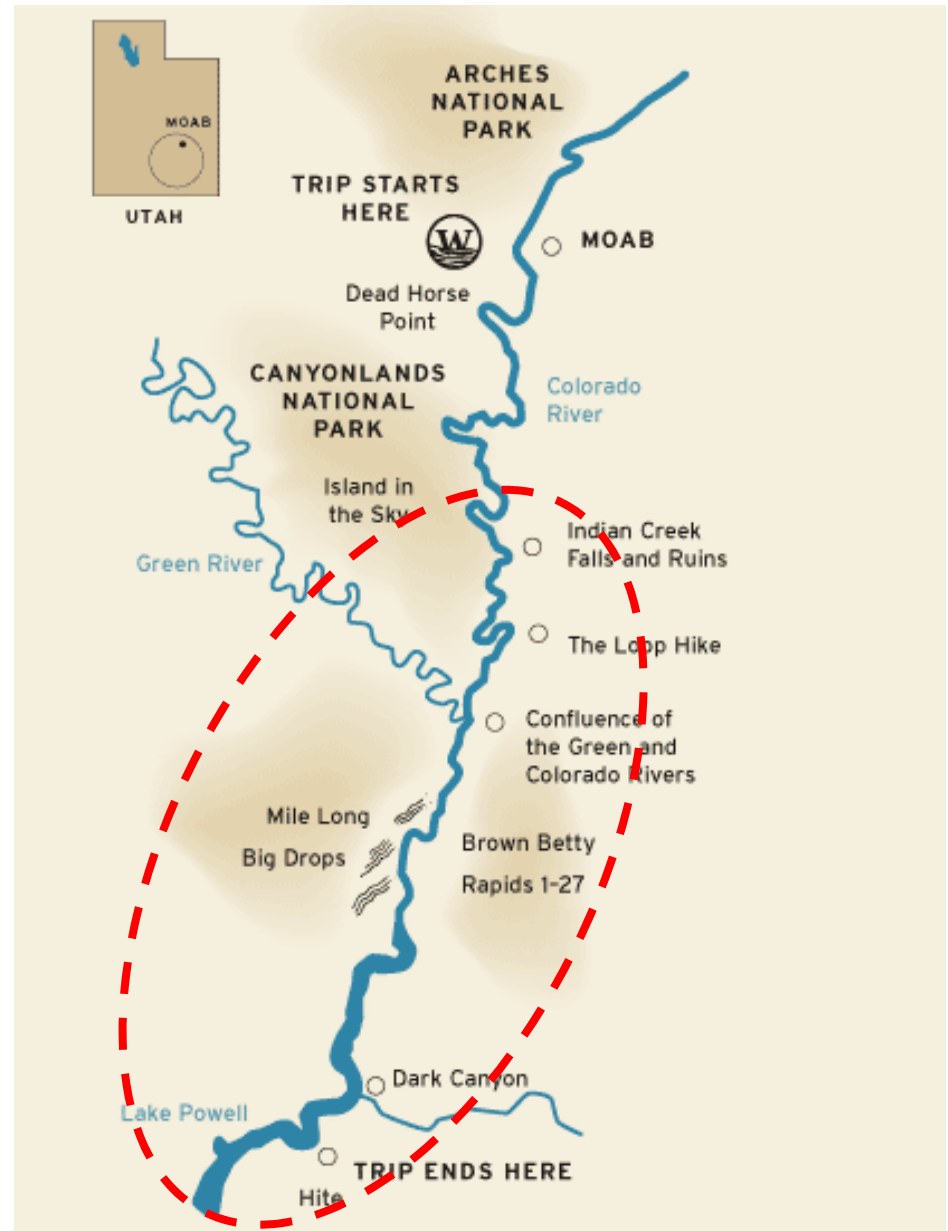 ARCHES
NATIONAL
PARK
MOAB
UTAH
TRIP STARTS
HERE
W
MOAB
Dead Horse
Point
CANYONLANDS
NATIONAL
PARK
Colorado
River
Island in
the Sky
Indian Creek
Falls and Ruins
Green River
The Loop Hike
Confluence of
the Green and
Colorado Rivers
Mile Long
Big Drops
Brown Betty
Rapids 1-27
Dark Canyon
Lake Powell
TRIP ENDS HERE
Hite